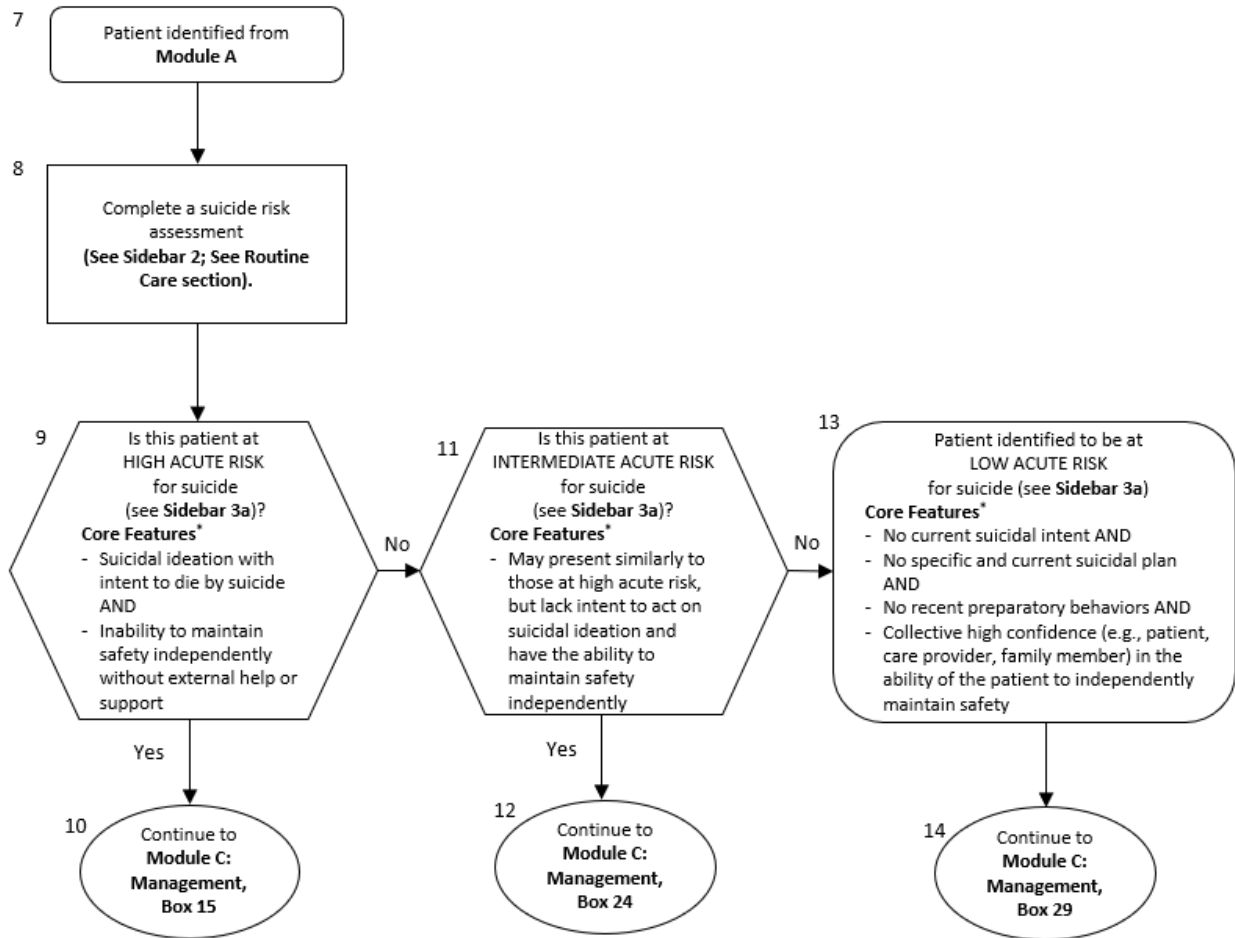 7
Patient identified from
Module A
8
Complete a suicide risk
assessment
(See Sidebar 2; See Routine
Care section).
9
Is this patient at
HIGH ACUTE RISK
for suicide
(see Sidebar 3a)?
Core Features*
- Suicidal ideation with
intent to die by suicide
AND
- Inability to maintain
safety independently
without external help or
support
No
Yes
10
Continue to
Module C:
Management,
Box 15
11
Is this patient at
INTERMEDIATE ACUTE RISK
for suicide
(see Sidebar 3a)?
Core Features*
- May present similarly to
those at high acute risk,
but lack intent to act on
suicidal ideation and
have the ability to
maintain safety
independently
No
Yes
12
Continue to
Module C:
Management,
Box 24
13
Patient identified to be at
LOW ACUTE RISK
for suicide (see Sidebar 3a)
Core Features*
- No current suicidal intent AND
- No specific and current suicidal plan
AND
- No recent preparatory behaviors AND
- Collective high confidence (e.g., patient,
care provider, family member) in the
ability of the patient to independently
maintain safety
14
Continue to
Module C:
Management,
Box 29